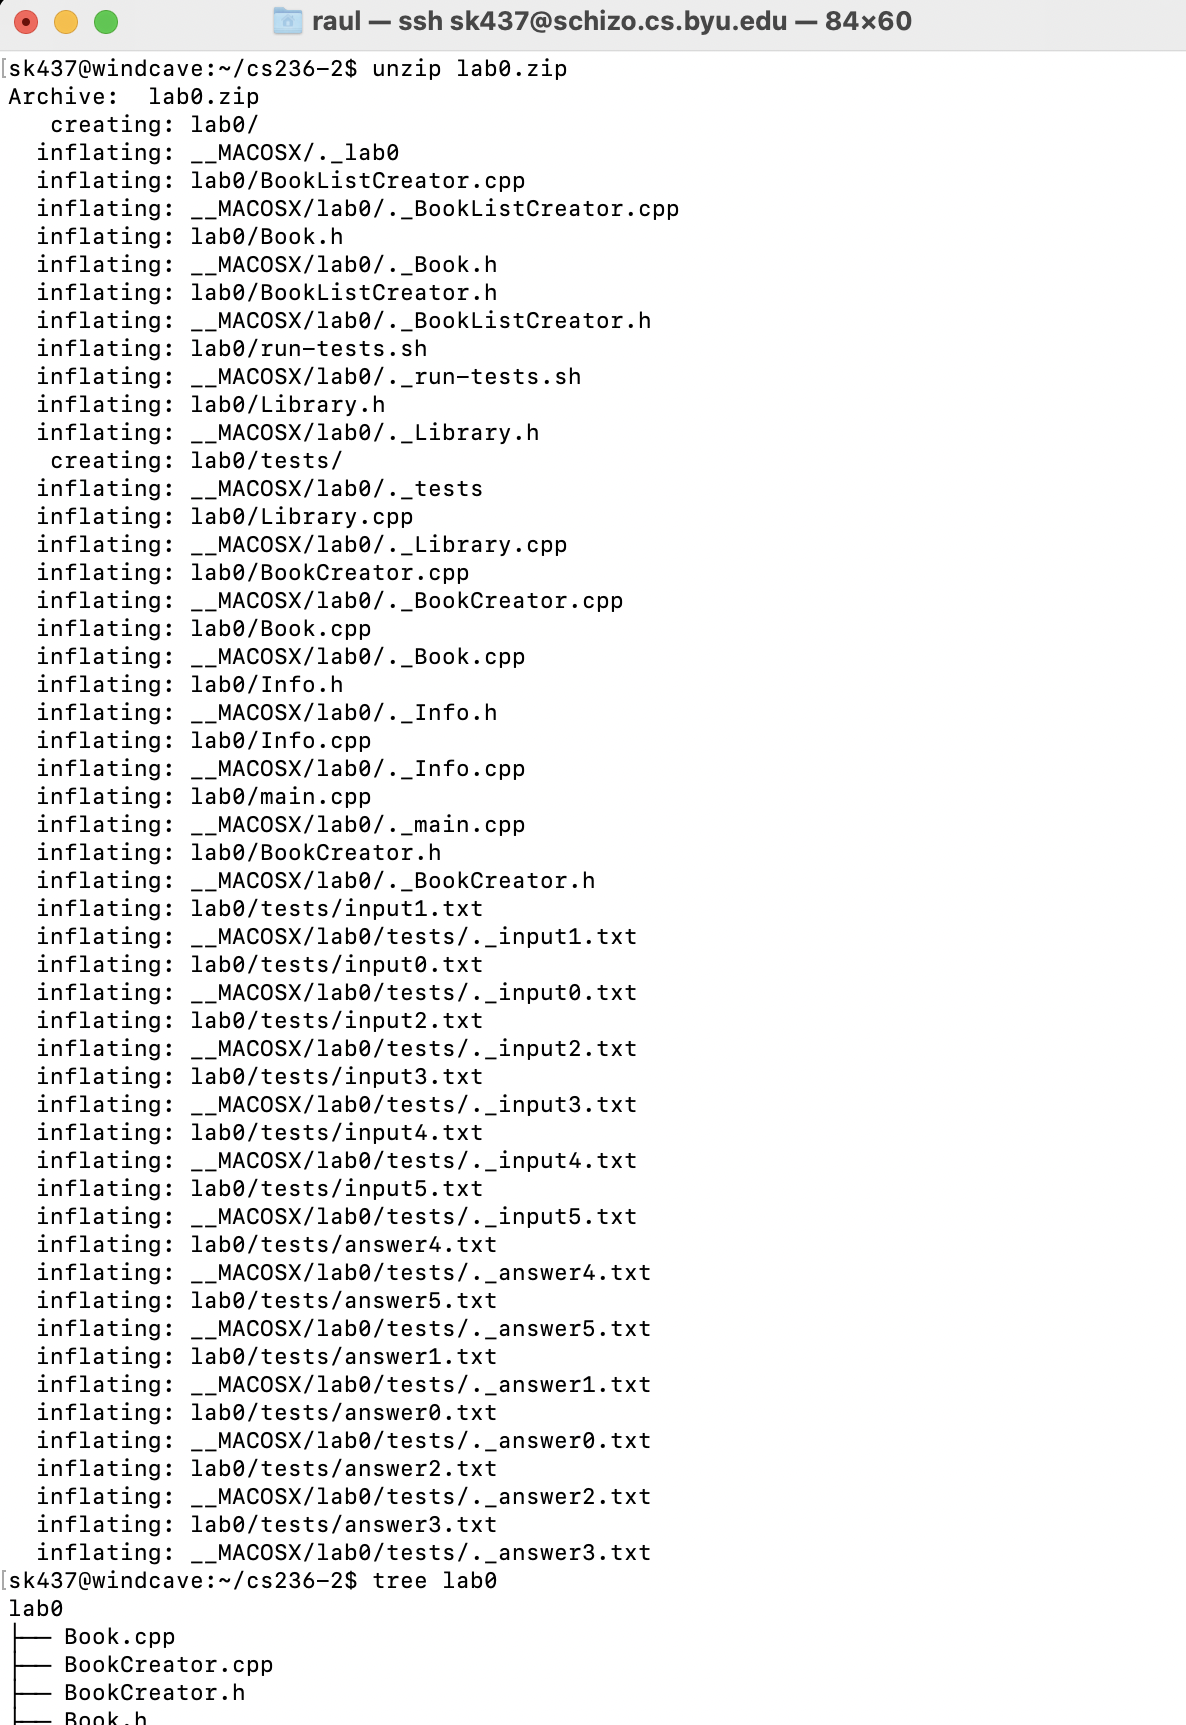 raul — ssh sk437@schizo.cs.byu.edu — 84×60
[sk437@windcave:~/cs236-2$ unzip lab0.zip
Archive:  lab0.zip
   creating: lab0/
  inflating: __MACOSX/._lab0
  inflating: lab0/BookListCreator.cpp
  inflating: __MACOSX/lab0/._BookListCreator.cpp
  inflating: lab0/Book.h
  inflating: __MACOSX/lab0/._Book.h
  inflating: lab0/BookListCreator.h
  inflating: __MACOSX/lab0/._BookListCreator.h
  inflating: lab0/run-tests.sh
  inflating: __MACOSX/lab0/._run-tests.sh
  inflating: lab0/Library.h
  inflating: __MACOSX/lab0/._Library.h
   creating: lab0/tests/
  inflating: __MACOSX/lab0/._tests
  inflating: lab0/Library.cpp
  inflating: __MACOSX/lab0/._Library.cpp
  inflating: lab0/BookCreator.cpp
  inflating: __MACOSX/lab0/._BookCreator.cpp
  inflating: lab0/Book.cpp
  inflating: __MACOSX/lab0/._Book.cpp
  inflating: lab0/Info.h
  inflating: __MACOSX/lab0/._Info.h
  inflating: lab0/Info.cpp
  inflating: __MACOSX/lab0/._Info.cpp
  inflating: lab0/main.cpp
  inflating: __MACOSX/lab0/._main.cpp
  inflating: lab0/BookCreator.h
  inflating: __MACOSX/lab0/._BookCreator.h
  inflating: lab0/tests/input1.txt
  inflating: __MACOSX/lab0/tests/._input1.txt
  inflating: lab0/tests/input0.txt
  inflating: __MACOSX/lab0/tests/._input0.txt
  inflating: lab0/tests/input2.txt
  inflating: __MACOSX/lab0/tests/._input2.txt
  inflating: lab0/tests/input3.txt
  inflating: __MACOSX/lab0/tests/._input3.txt
  inflating: lab0/tests/input4.txt
  inflating: __MACOSX/lab0/tests/._input4.txt
  inflating: lab0/tests/input5.txt
  inflating: __MACOSX/lab0/tests/._input5.txt
  inflating: lab0/tests/answer4.txt
  inflating: __MACOSX/lab0/tests/._answer4.txt
  inflating: lab0/tests/answer5.txt
  inflating: __MACOSX/lab0/tests/._answer5.txt
  inflating: lab0/tests/answer1.txt
  inflating: __MACOSX/lab0/tests/._answer1.txt
  inflating: lab0/tests/answer0.txt
  inflating: __MACOSX/lab0/tests/._answer0.txt
  inflating: lab0/tests/answer2.txt
  inflating: __MACOSX/lab0/tests/._answer2.txt
  inflating: lab0/tests/answer3.txt
  inflating: __MACOSX/lab0/tests/._answer3.txt
[sk437@windcave:~/cs236-2$ tree lab0
lab0
├── Book.cpp
├── BookCreator.cpp
├── BookCreator.h
├── Book.h